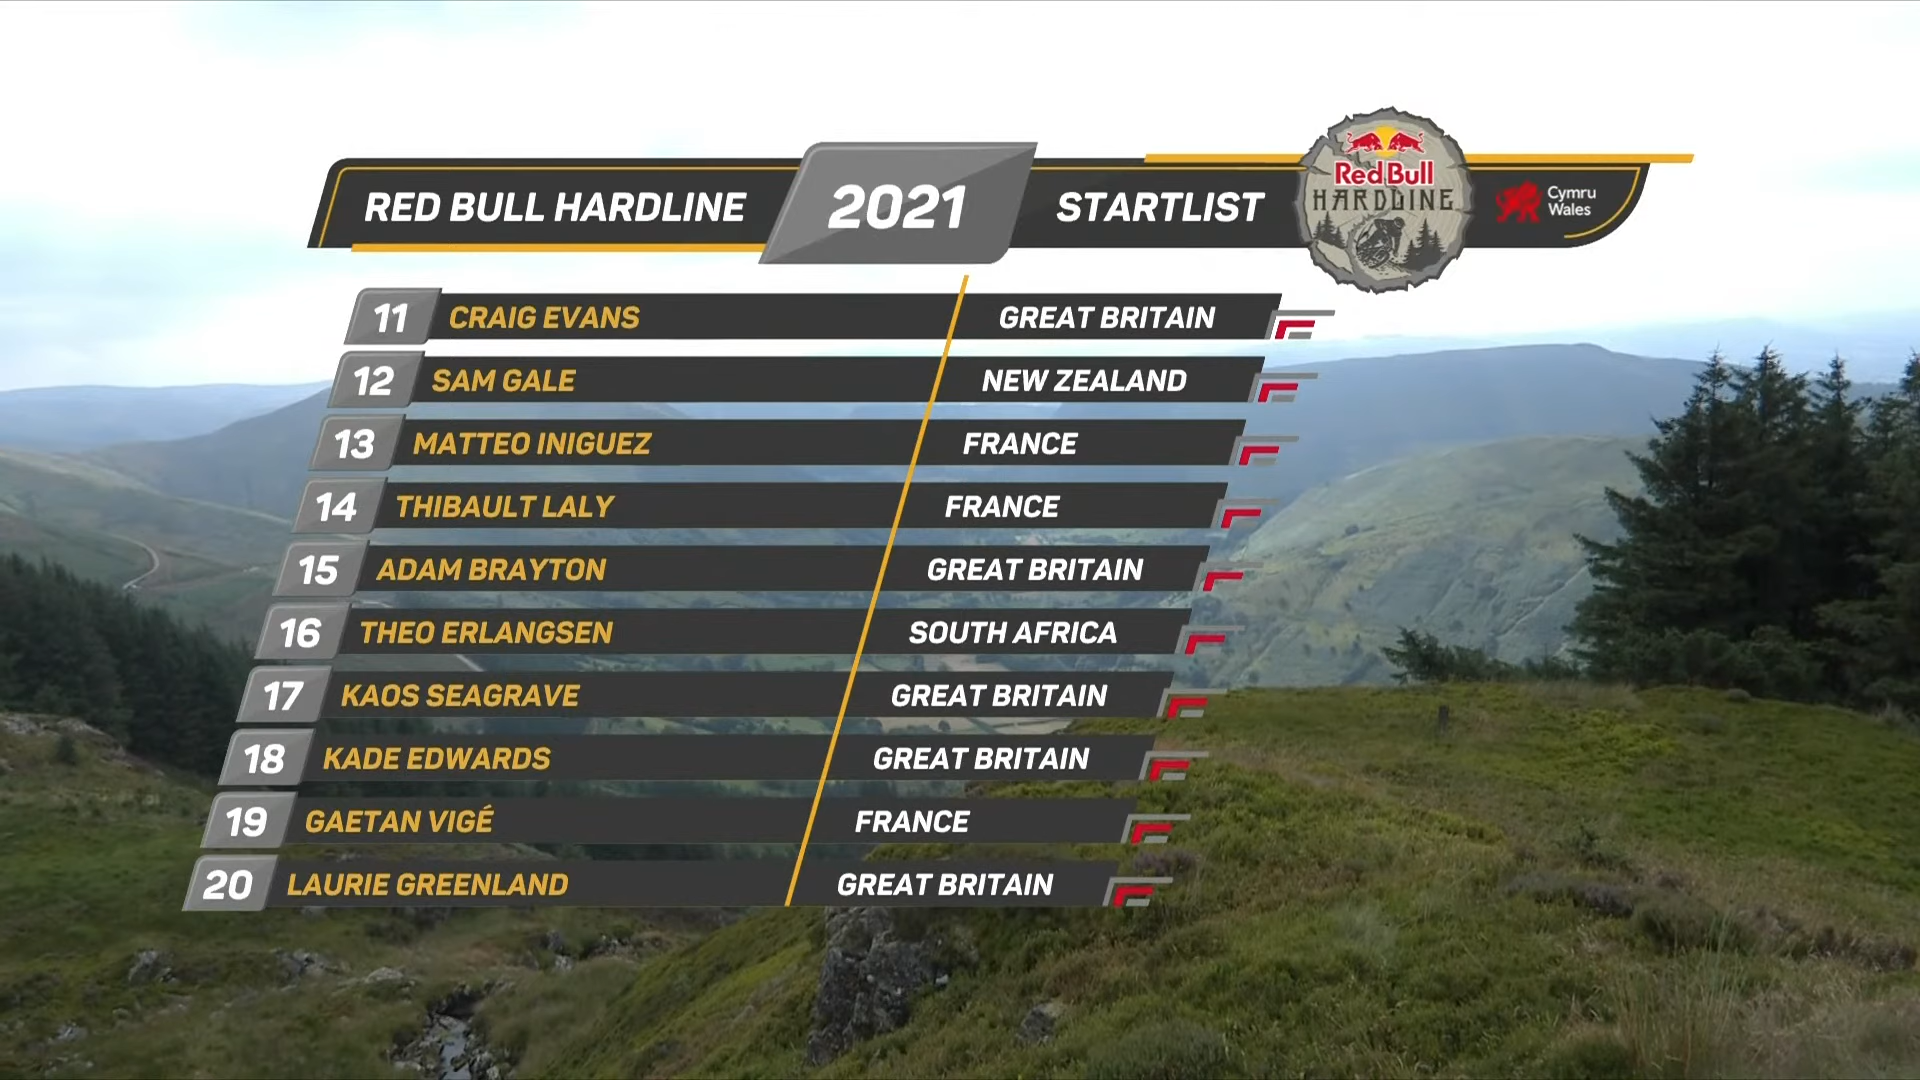 RED BULL HARDLINE 2021 STARTLIST
Red Bull
HARDLINE
Cymru
Wales
11 CRAIG EVANS GREAT BRITAIN
12 SAM GALE NEW ZEALAND
13 MATTEO INIGUEZ FRANCE
14 THIBAULT LALY FRANCE
15 ADAM BRAYTON GREAT BRITAIN
16 THEO ERLANGSEN SOUTH AFRICA
17 KAOS SEAGRAVE GREAT BRITAIN
18 KADE EDWARDS GREAT BRITAIN
19 GAETAN VIGÉ FRANCE
20 LAURIE GREENLAND GREAT BRITAIN